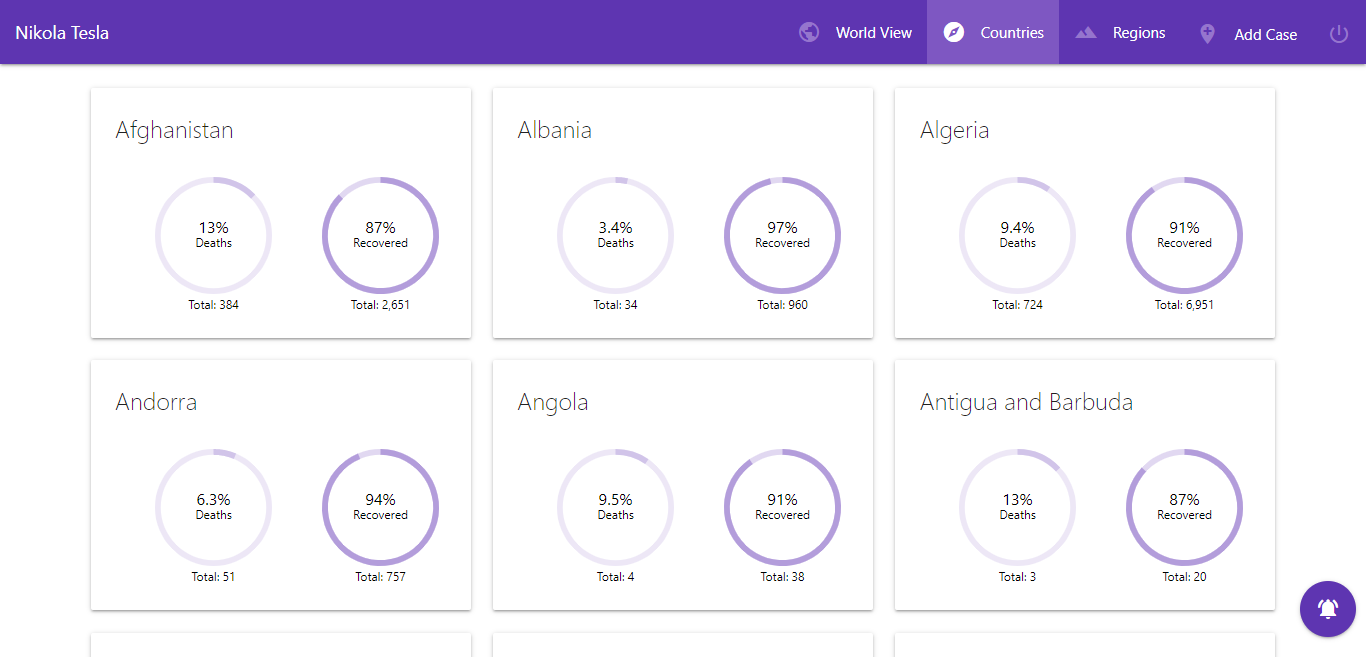 Nikola Tesla
World View
Countries
Regions
Add Case
Afghanistan
13%
Deaths
Total: 384
87%
Recovered
Total: 2,651
Albania
3.4%
Deaths
Total: 34
97%
Recovered
Total: 960
Algeria
9.4%
Deaths
Total: 724
91%
Recovered
Total: 6,951
Andorra
6.3%
Deaths
Total: 51
94%
Recovered
Total: 757
Angola
9.5%
Deaths
Total: 4
91%
Recovered
Total: 38
Antigua and Barbuda
13%
Deaths
Total: 3
87%
Recovered
Total: 20